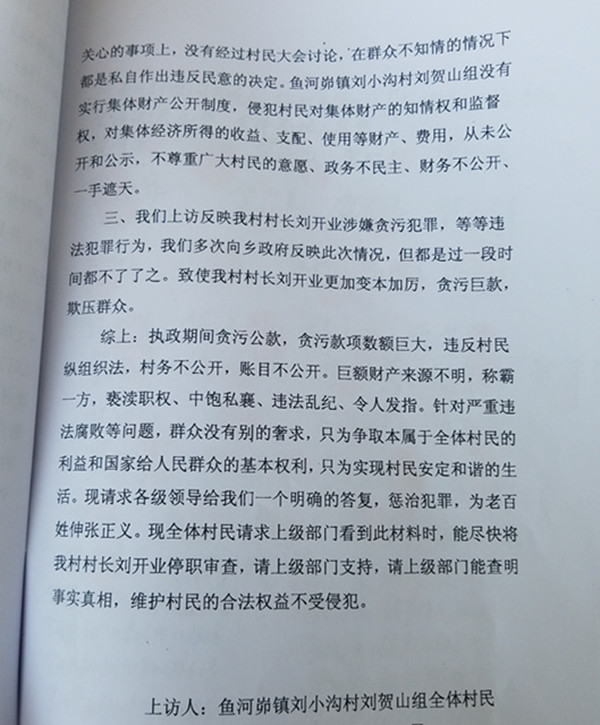 关心的事项上，没有经过村民大会讨论，在群众不知情的情况下
都是私自作出违反民意的决定。鱼河峁镇刘小沟村刘贺山组没有
实行集体财产公开制度，侵犯村民对集体财产的知情权和监督
权，对集体经济所得的收益、支配、使用等财产、费用，从未公
开和公示，不尊重广大村民的意愿、政务不民主、财务不公开、
一手遮天。
三、我们上访反映我村村长刘开业涉嫌贪污犯罪，等等违
法犯罪行为，我们多次向乡政府反映此次情况，但都是过一段时
间都不了了之。致使我村村长刘开业更加变本加厉，贪污巨款，
欺压群众。
综上：执政期间贪污公款，贪污款项数额巨大，违反村民
纵组织法，村务不公开，账目不公开。巨额财产来源不明，称霸
一方，亵渎职权、中饱私襄、违法乱纪、令人发指。针对严重违
法腐败等问题，群众没有别的奢求，只为争取本属于全体村民的
利益和国家给人民群众的基本权利，只为实现村民安定和谐的生
活。现请求各级领导给我们一个明确的答复，惩治犯罪，为老百
姓伸张正义。现全体村民请求上级部门看到此材料时，能尽快将
我村村长刘开业停职审查，请上级部门支持，请上级部门能查明
事实真相，维护村民的合法权益不受侵犯。
上访人：鱼河峁镇刘小沟村刘贺山组全体村民